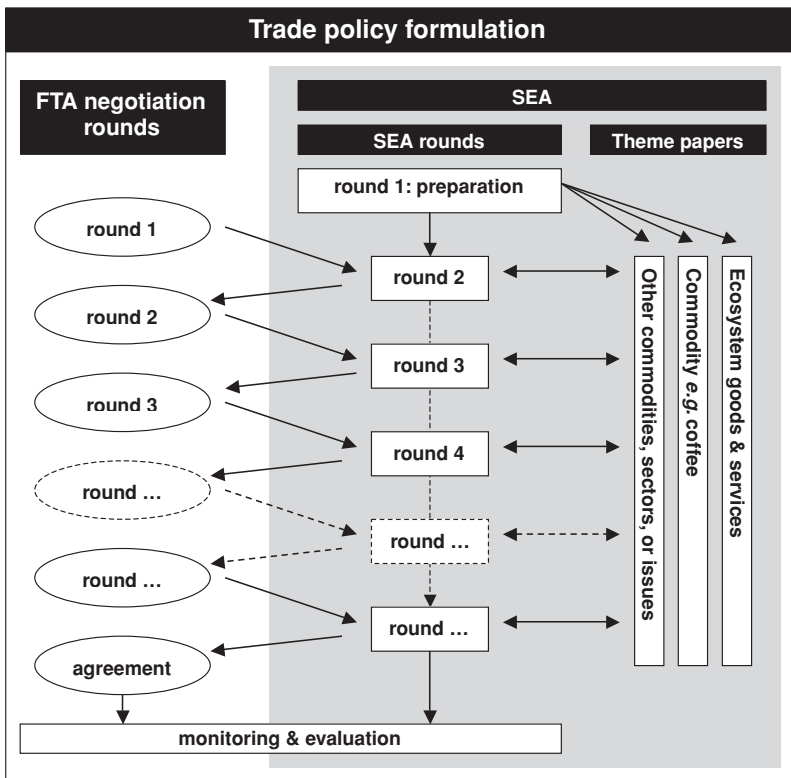 Trade policy formulation
FTA negotiation
rounds
SEA
SEA rounds
Theme papers
round 1: preparation
round 1
round 2
round 2
round 3
round 3
round 4
round …
round …
round …
round …
agreement
Other commodities, sectors, or issues
Commodity e.g. coffee
Ecosystem goods & services
monitoring & evaluation